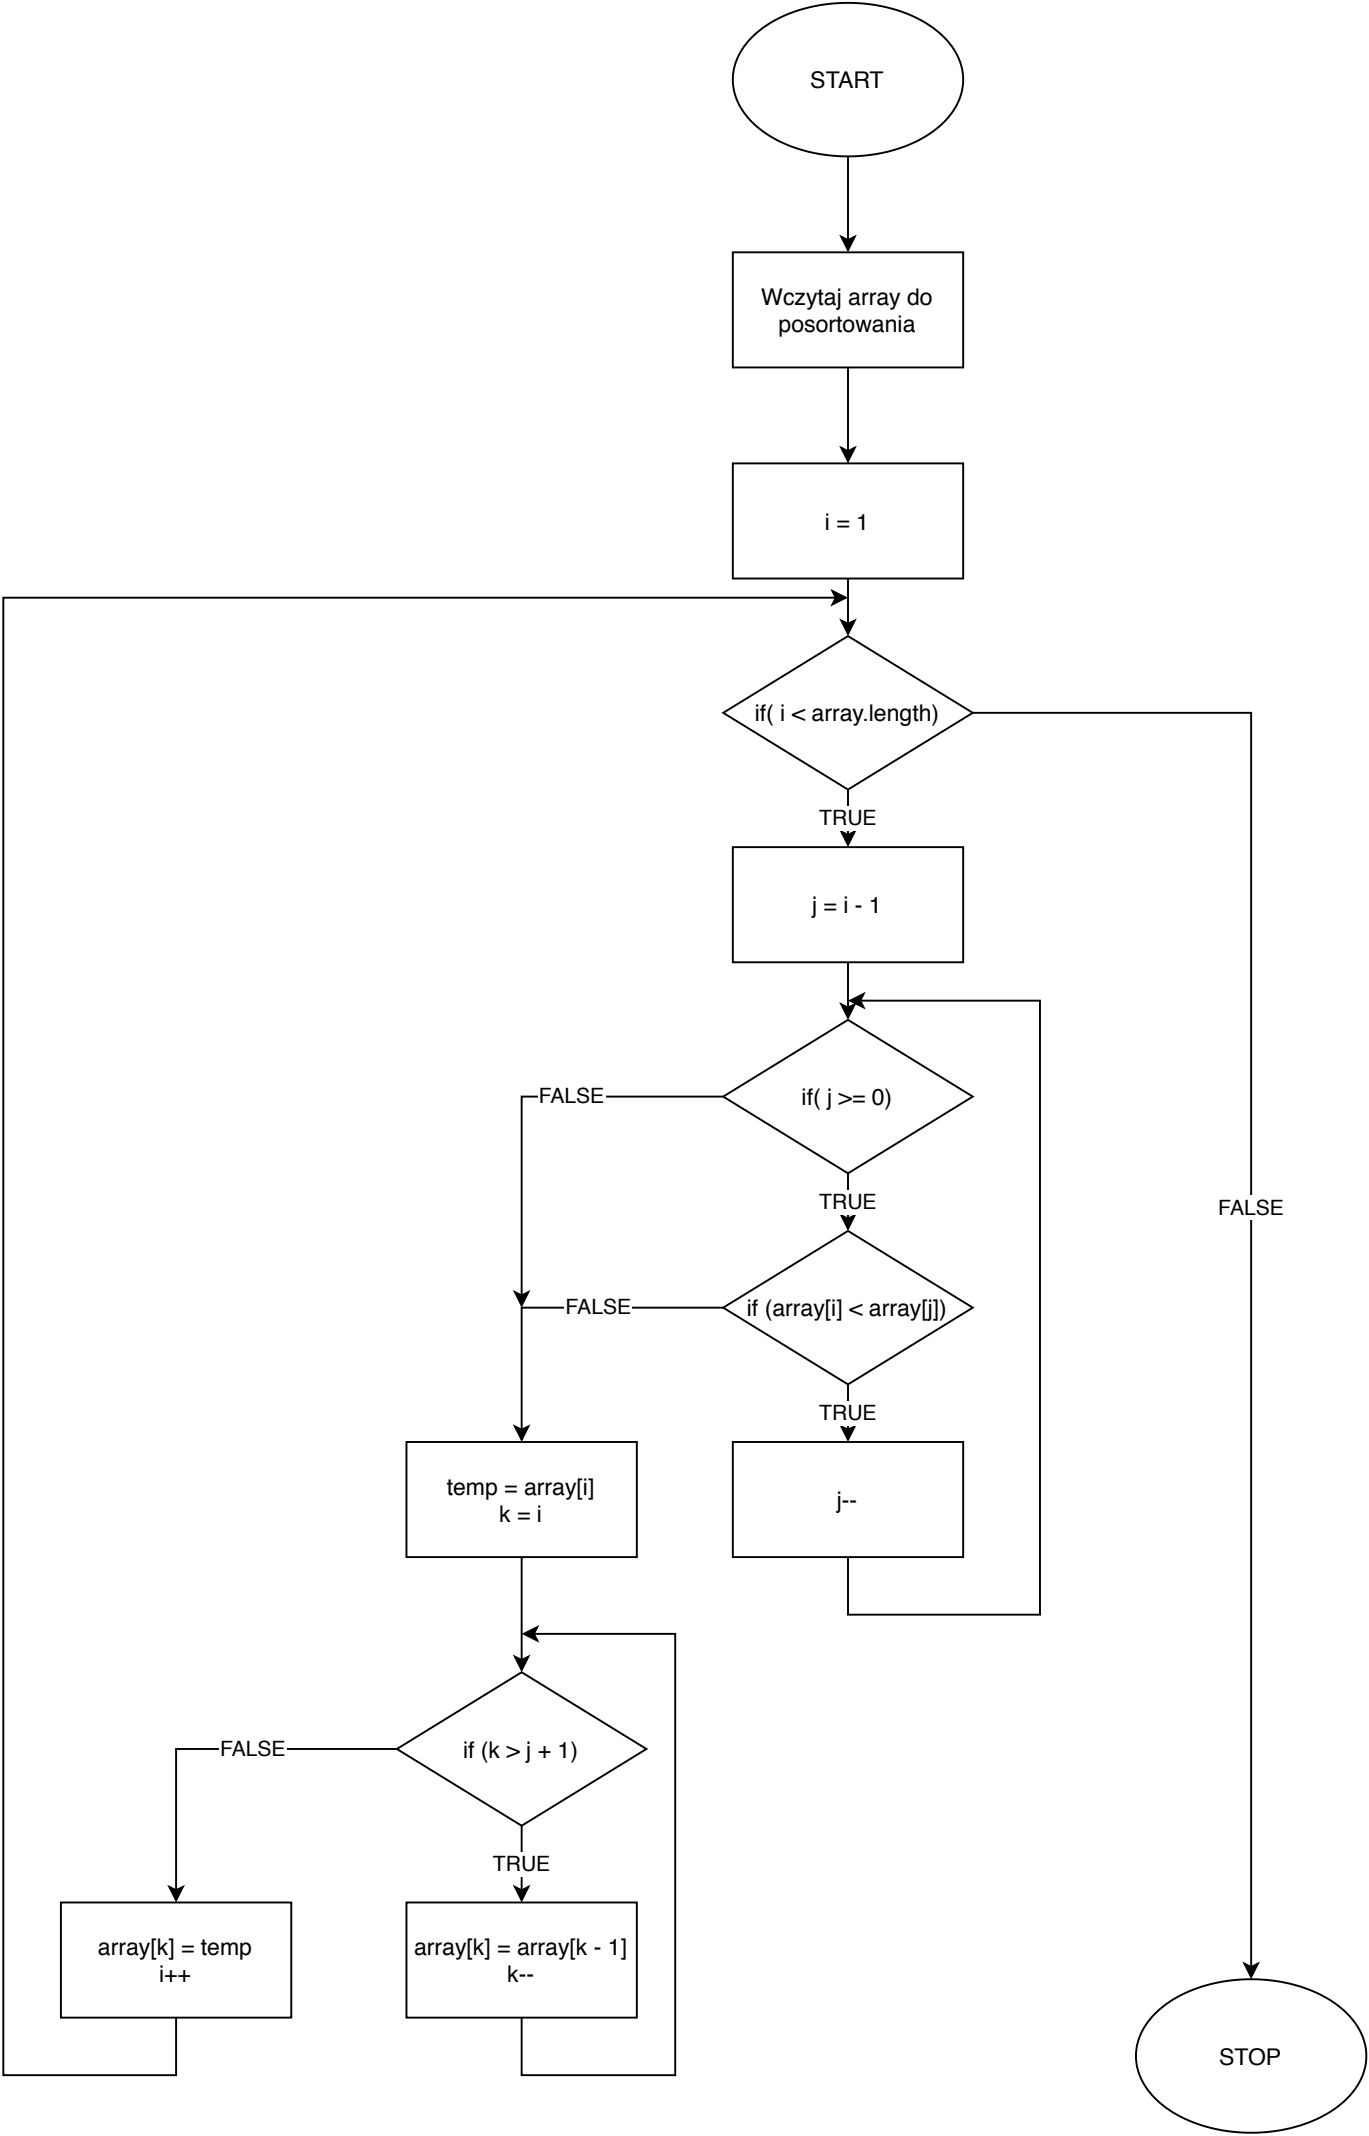 START
Wczytaj array do
posortowania
i = 1
if( i < array.length)
TRUE
j = i - 1
if( j >= 0)
FALSE
TRUE
FALSE
if (array[i] < array[j])
FALSE
TRUE
temp = array[i]
k = i
j--
if (k > j + 1)
FALSE
TRUE
array[k] = temp
i++
array[k] = array[k - 1]
k--
STOP